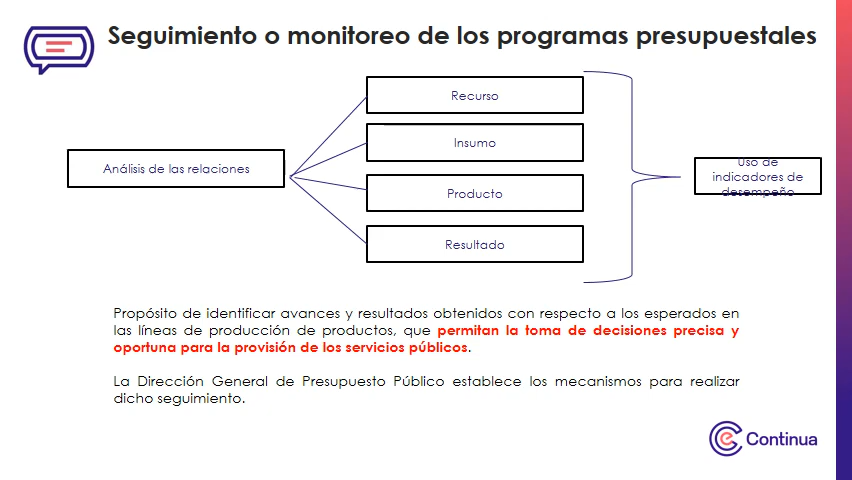 Seguimiento o monitoreo de los programas presupuestales
Recurso
Insumo
Análisis de las relaciones
Producto
Resultado
Uso de
indicadores de
desempeño
Propósito de identificar avances y resultados obtenidos con respecto a los esperados en
las líneas de producción de productos, que permitan la toma de decisiones precisa y
oportuna para la provisión de los servicios públicos.
La Dirección General de Presupuesto Público establece los mecanismos para realizar
dicho seguimiento.
Continua